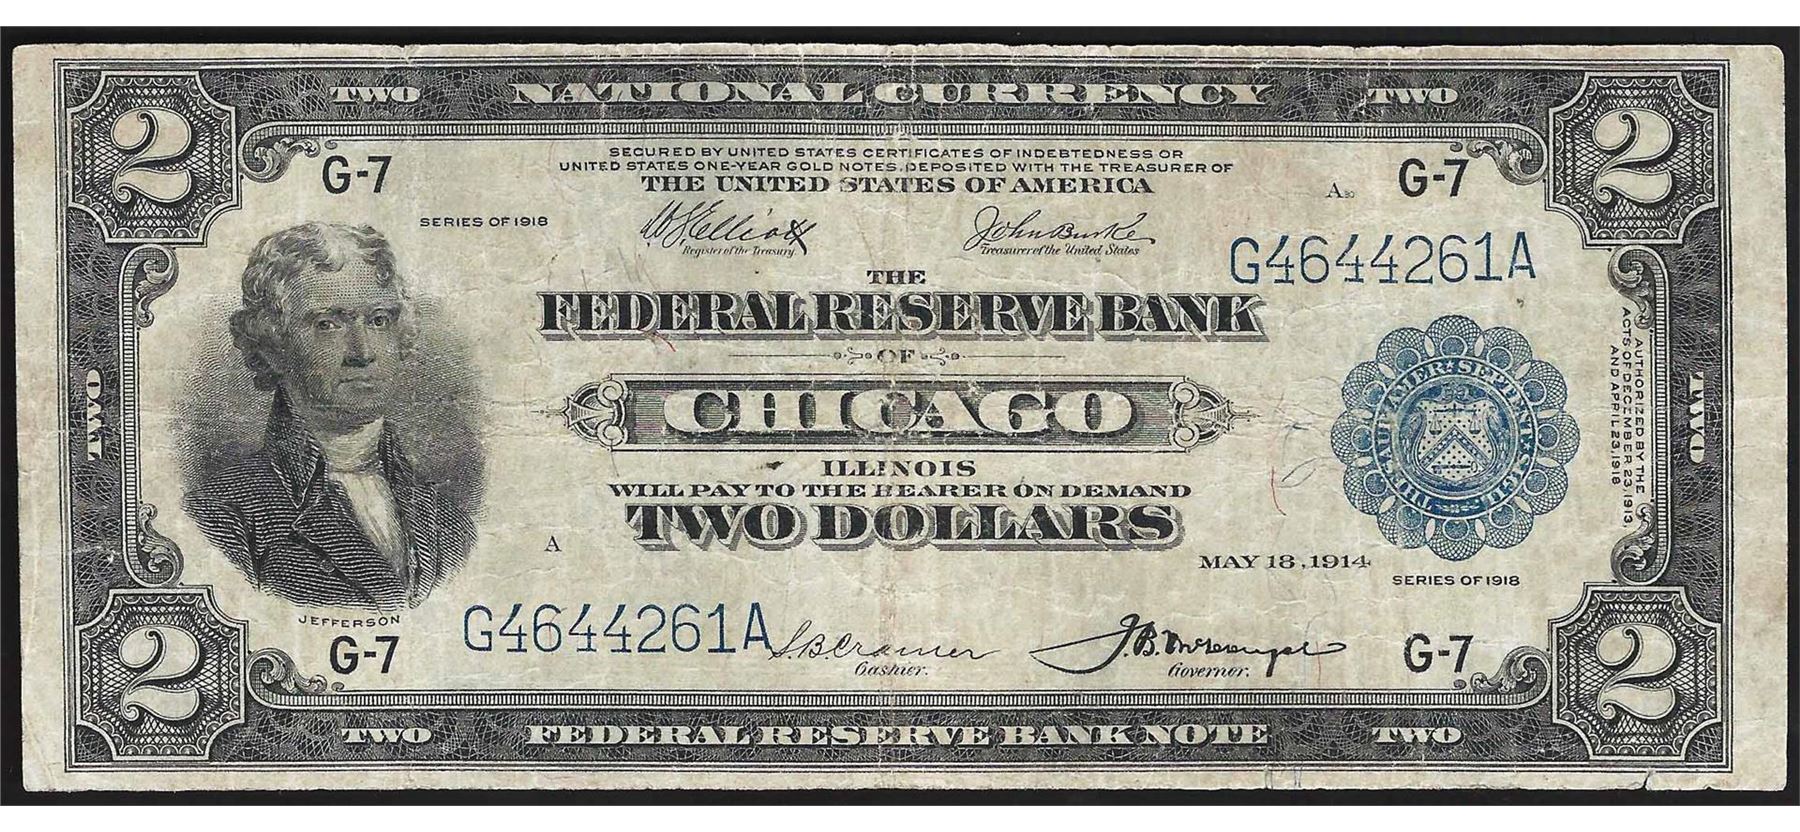 TWO NATIONAL CURRENCY TWO
2 2
SECURED BY UNITED STATES CERTIFICATES OF INDEBTEDNESS OR
UNITED STATES ONE-YEAR GOLD NOTES, DEPOSITED WITH THE TREASURER OF
THE UNITED STATES OF AMERICA
G-7 G-7
SERIES OF 1918
Register of the Treasury.
John Burke
Treasurer of the United States
G4644261A
THE
FEDERAL RESERVE BANK
OF
CHICAGO
ILLINOIS
WILL PAY TO THE BEARER ON DEMAND
TWO DOLLARS
A
MAY 18, 1914
SERIES OF 1918
TWO
TWO
AUTHORIZED BY THE
ACTS OF DECEMBER 23, 1913,
AND APRIL 23, 1918
JEFFERSON
G-7 G-7
G4644261A
S.B. Cramer
Cashier.
Governor.
2 2
TWO FEDERAL RESERVE BANK NOTE TWO